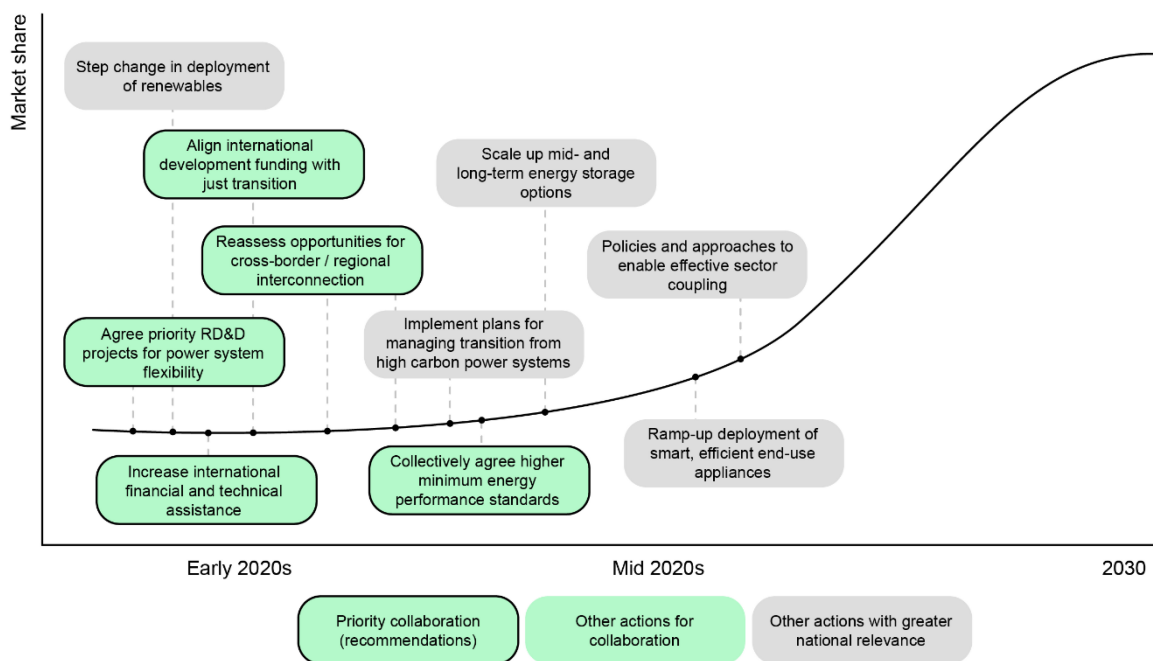 Market share
Step change in deployment
of renewables
Align international
development funding with
just transition
Scale up mid- and
long-term energy storage
options
Reassess opportunities for
cross-border / regional
interconnection
Policies and approaches to
enable effective sector
coupling
Agree priority RD&D
projects for power system
flexibility
Implement plans for
managing transition from
high carbon power systems
Increase international
financial and technical
assistance
Collectively agree higher
minimum energy
performance standards
Ramp-up deployment of
smart, efficient end-use
appliances
Early 2020s
Mid 2020s
2030
Priority collaboration
(recommendations)
Other actions for
collaboration
Other actions with greater
national relevance